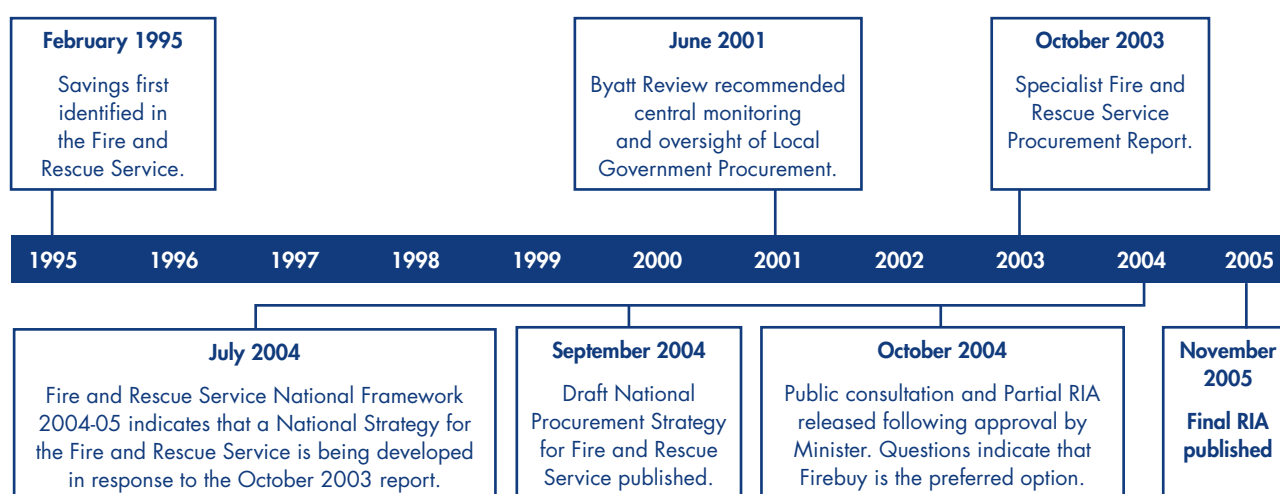 February 1995
Savings first
identified in
the Fire and
Rescue Service.
June 2001
Byatt Review recommended
central monitoring
and oversight of Local
Government Procurement.
October 2003
Specialist Fire and
Rescue Service
Procurement Report.
1995 1996 1997 1998 1999 2000 2001 2002 2003 2004 2005
July 2004
Fire and Rescue Service National Framework
2004-05 indicates that a National Strategy for
the Fire and Rescue Service is being developed
in response to the October 2003 report.
September 2004
Draft National
Procurement Strategy
for Fire and Rescue
Service published.
October 2004
Public consultation and Partial RIA
released following approval by
Minister. Questions indicate that
Firebuy is the preferred option.
November
2005
Final RIA
published